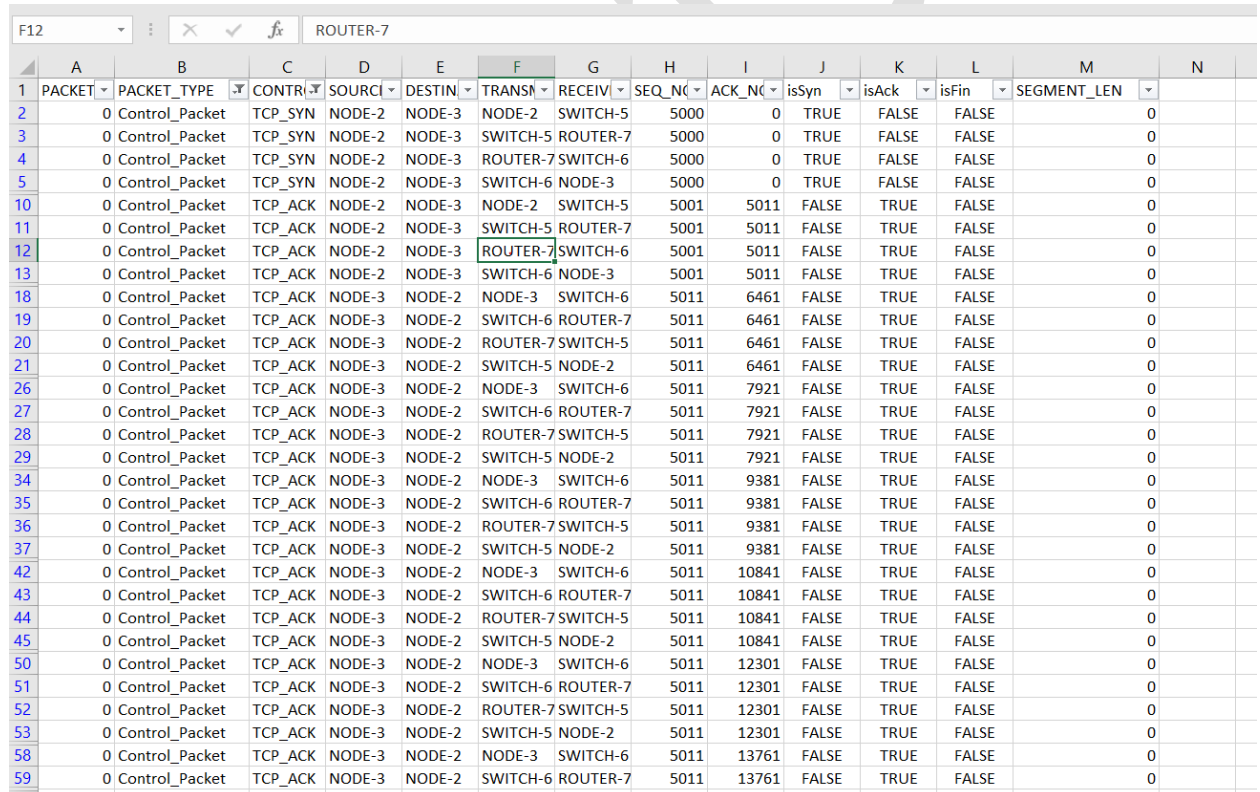 F12 fx ROUTER-7
A B C D E F G H I J K L M N
1 PACKET PACKET_TYPE CONTR SOURCI DESTIN. TRANSM RECEIVI SEQ_NO ACK_NO isSyn isAck isFin SEGMENT_LEN
2 0 Control_Packet TCP_SYN NODE-2 NODE-3 NODE-2 SWITCH-5 5000 0 TRUE FALSE FALSE 0
3 0 Control_Packet TCP_SYN NODE-2 NODE-3 SWITCH-5 ROUTER-7 5000 0 TRUE FALSE FALSE 0
4 0 Control_Packet TCP_SYN NODE-2 NODE-3 ROUTER-7 SWITCH-6 5000 0 TRUE FALSE FALSE 0
5 0 Control_Packet TCP_SYN NODE-2 NODE-3 SWITCH-6 NODE-3 5000 0 TRUE FALSE FALSE 0
10 0 Control_Packet TCP_ACK NODE-2 NODE-3 NODE-2 SWITCH-5 5001 5011 FALSE TRUE FALSE 0
11 0 Control_Packet TCP_ACK NODE-2 NODE-3 SWITCH-5 ROUTER-7 5001 5011 FALSE TRUE FALSE 0
12 0 Control_Packet TCP_ACK NODE-2 NODE-3 ROUTER-7 SWITCH-6 5001 5011 FALSE TRUE FALSE 0
13 0 Control_Packet TCP_ACK NODE-2 NODE-3 SWITCH-6 NODE-3 5001 5011 FALSE TRUE FALSE 0
18 0 Control_Packet TCP_ACK NODE-3 NODE-2 NODE-3 SWITCH-6 5011 6461 FALSE TRUE FALSE 0
19 0 Control_Packet TCP_ACK NODE-3 NODE-2 SWITCH-6 ROUTER-7 5011 6461 FALSE TRUE FALSE 0
20 0 Control_Packet TCP_ACK NODE-3 NODE-2 ROUTER-7 SWITCH-5 5011 6461 FALSE TRUE FALSE 0
21 0 Control_Packet TCP_ACK NODE-3 NODE-2 SWITCH-5 NODE-2 5011 6461 FALSE TRUE FALSE 0
26 0 Control_Packet TCP_ACK NODE-3 NODE-2 NODE-3 SWITCH-6 5011 7921 FALSE TRUE FALSE 0
27 0 Control_Packet TCP_ACK NODE-3 NODE-2 SWITCH-6 ROUTER-7 5011 7921 FALSE TRUE FALSE 0
28 0 Control_Packet TCP_ACK NODE-3 NODE-2 ROUTER-7 SWITCH-5 5011 7921 FALSE TRUE FALSE 0
29 0 Control_Packet TCP_ACK NODE-3 NODE-2 SWITCH-5 NODE-2 5011 7921 FALSE TRUE FALSE 0
34 0 Control_Packet TCP_ACK NODE-3 NODE-2 NODE-3 SWITCH-6 5011 9381 FALSE TRUE FALSE 0
35 0 Control_Packet TCP_ACK NODE-3 NODE-2 SWITCH-6 ROUTER-7 5011 9381 FALSE TRUE FALSE 0
36 0 Control_Packet TCP_ACK NODE-3 NODE-2 ROUTER-7 SWITCH-5 5011 9381 FALSE TRUE FALSE 0
37 0 Control_Packet TCP_ACK NODE-3 NODE-2 SWITCH-5 NODE-2 5011 9381 FALSE TRUE FALSE 0
42 0 Control_Packet TCP_ACK NODE-3 NODE-2 NODE-3 SWITCH-6 5011 10841 FALSE TRUE FALSE 0
43 0 Control_Packet TCP_ACK NODE-3 NODE-2 SWITCH-6 ROUTER-7 5011 10841 FALSE TRUE FALSE 0
44 0 Control_Packet TCP_ACK NODE-3 NODE-2 ROUTER-7 SWITCH-5 5011 10841 FALSE TRUE FALSE 0
45 0 Control_Packet TCP_ACK NODE-3 NODE-2 SWITCH-5 NODE-2 5011 10841 FALSE TRUE FALSE 0
50 0 Control_Packet TCP_ACK NODE-3 NODE-2 NODE-3 SWITCH-6 5011 12301 FALSE TRUE FALSE 0
51 0 Control_Packet TCP_ACK NODE-3 NODE-2 SWITCH-6 ROUTER-7 5011 12301 FALSE TRUE FALSE 0
52 0 Control_Packet TCP_ACK NODE-3 NODE-2 ROUTER-7 SWITCH-5 5011 12301 FALSE TRUE FALSE 0
53 0 Control_Packet TCP_ACK NODE-3 NODE-2 SWITCH-5 NODE-2 5011 12301 FALSE TRUE FALSE 0
58 0 Control_Packet TCP_ACK NODE-3 NODE-2 NODE-3 SWITCH-6 5011 13761 FALSE TRUE FALSE 0
59 0 Control_Packet TCP_ACK NODE-3 NODE-2 SWITCH-6 ROUTER-7 5011 13761 FALSE TRUE FALSE 0